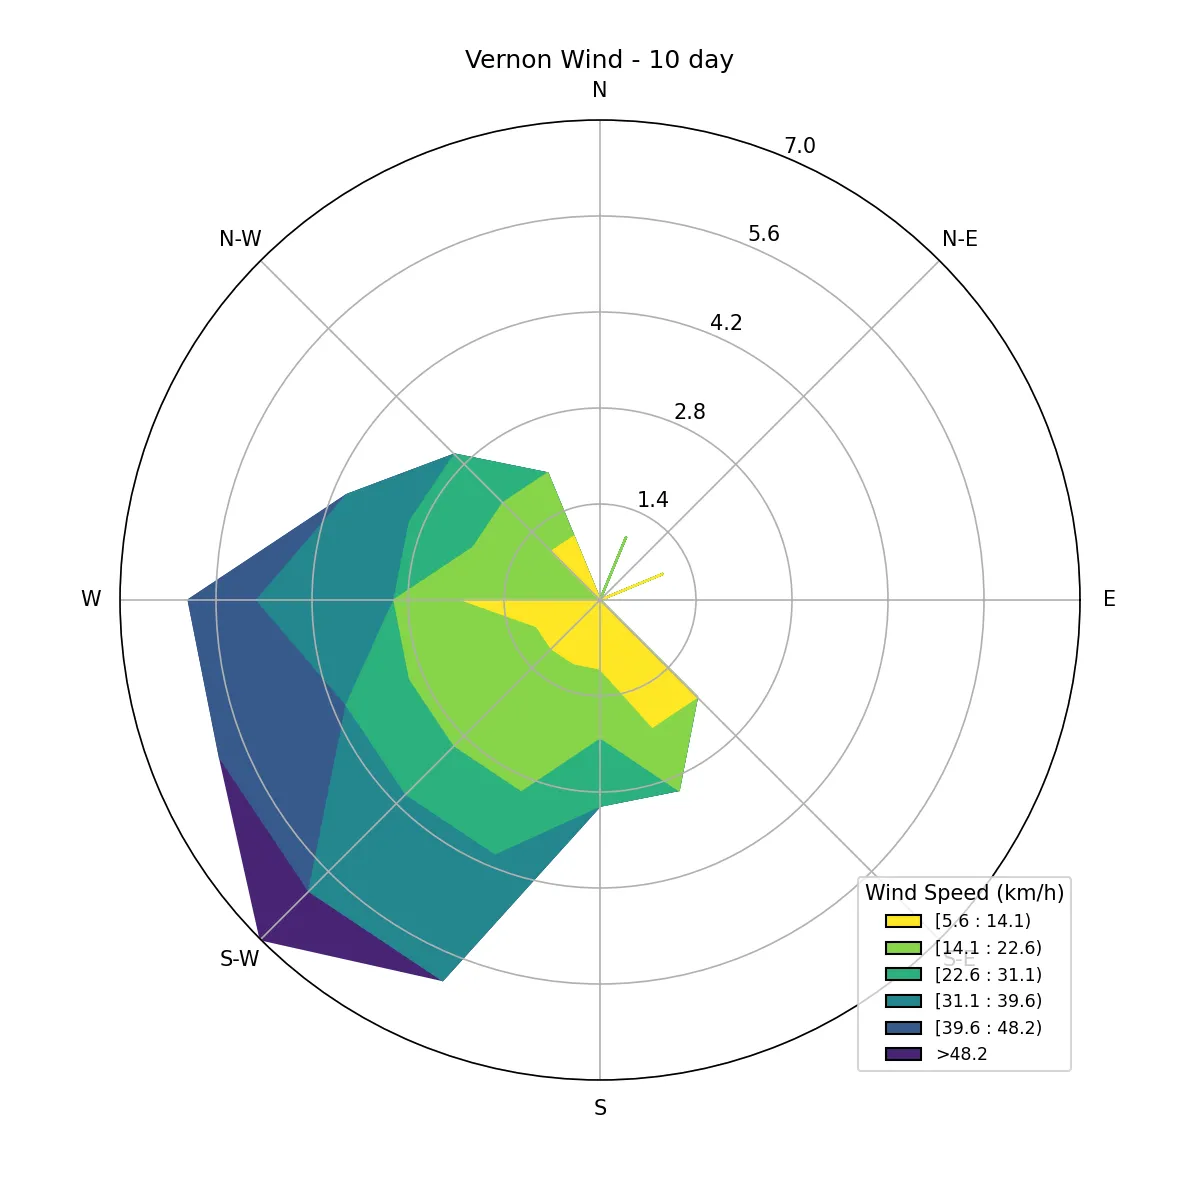 Vernon Wind - 10 day
N
7.0
N-W
5.6
N-E
4.2
2.8
1.4
W
E
S-W
S-E
S
Wind Speed (km/h)
[5.6 : 14.1)
[14.1 : 22.6)
[22.6 : 31.1)
[31.1 : 39.6)
[39.6 : 48.2)
>48.2